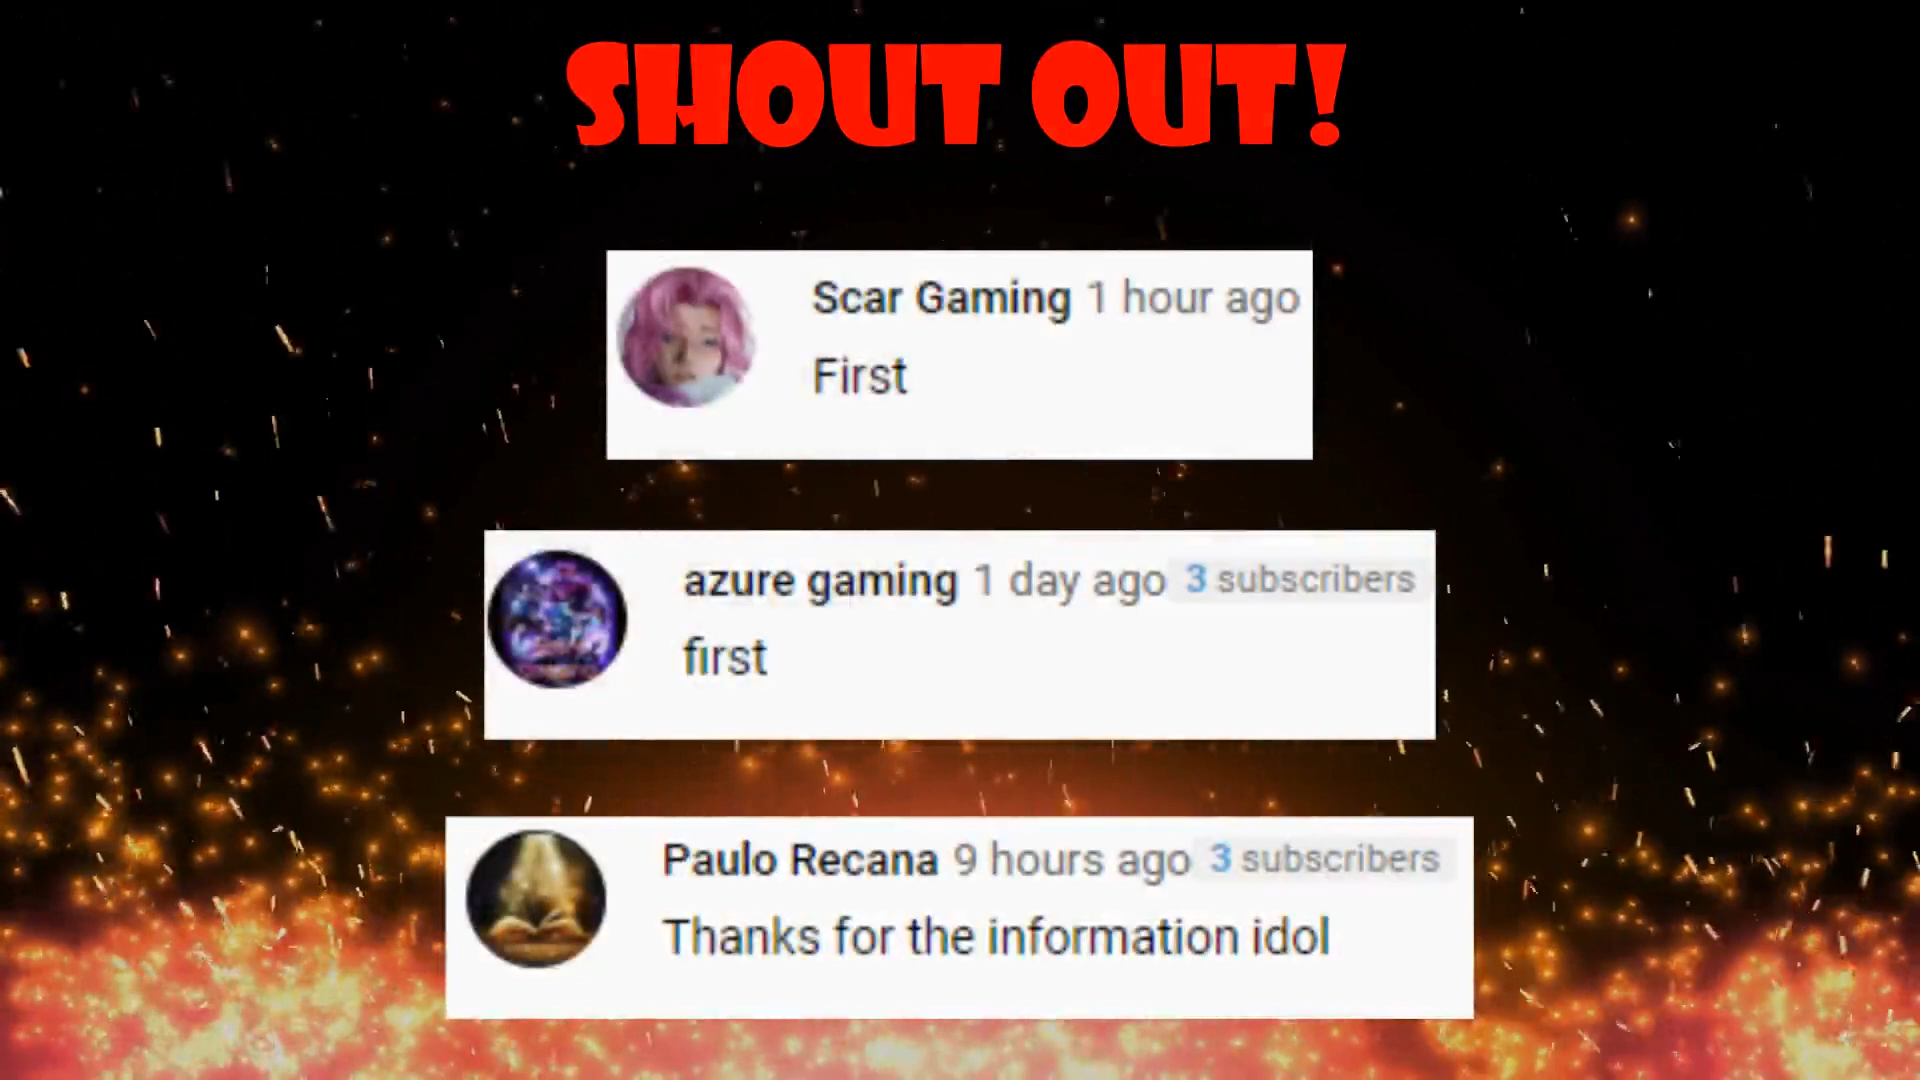 SHOUT OUT!
Scar Gaming 1 hour ago
First
azure gaming 1 day ago 3 subscribers
first
Paulo Recana 9 hours ago 3 subscribers
Thanks for the information idol